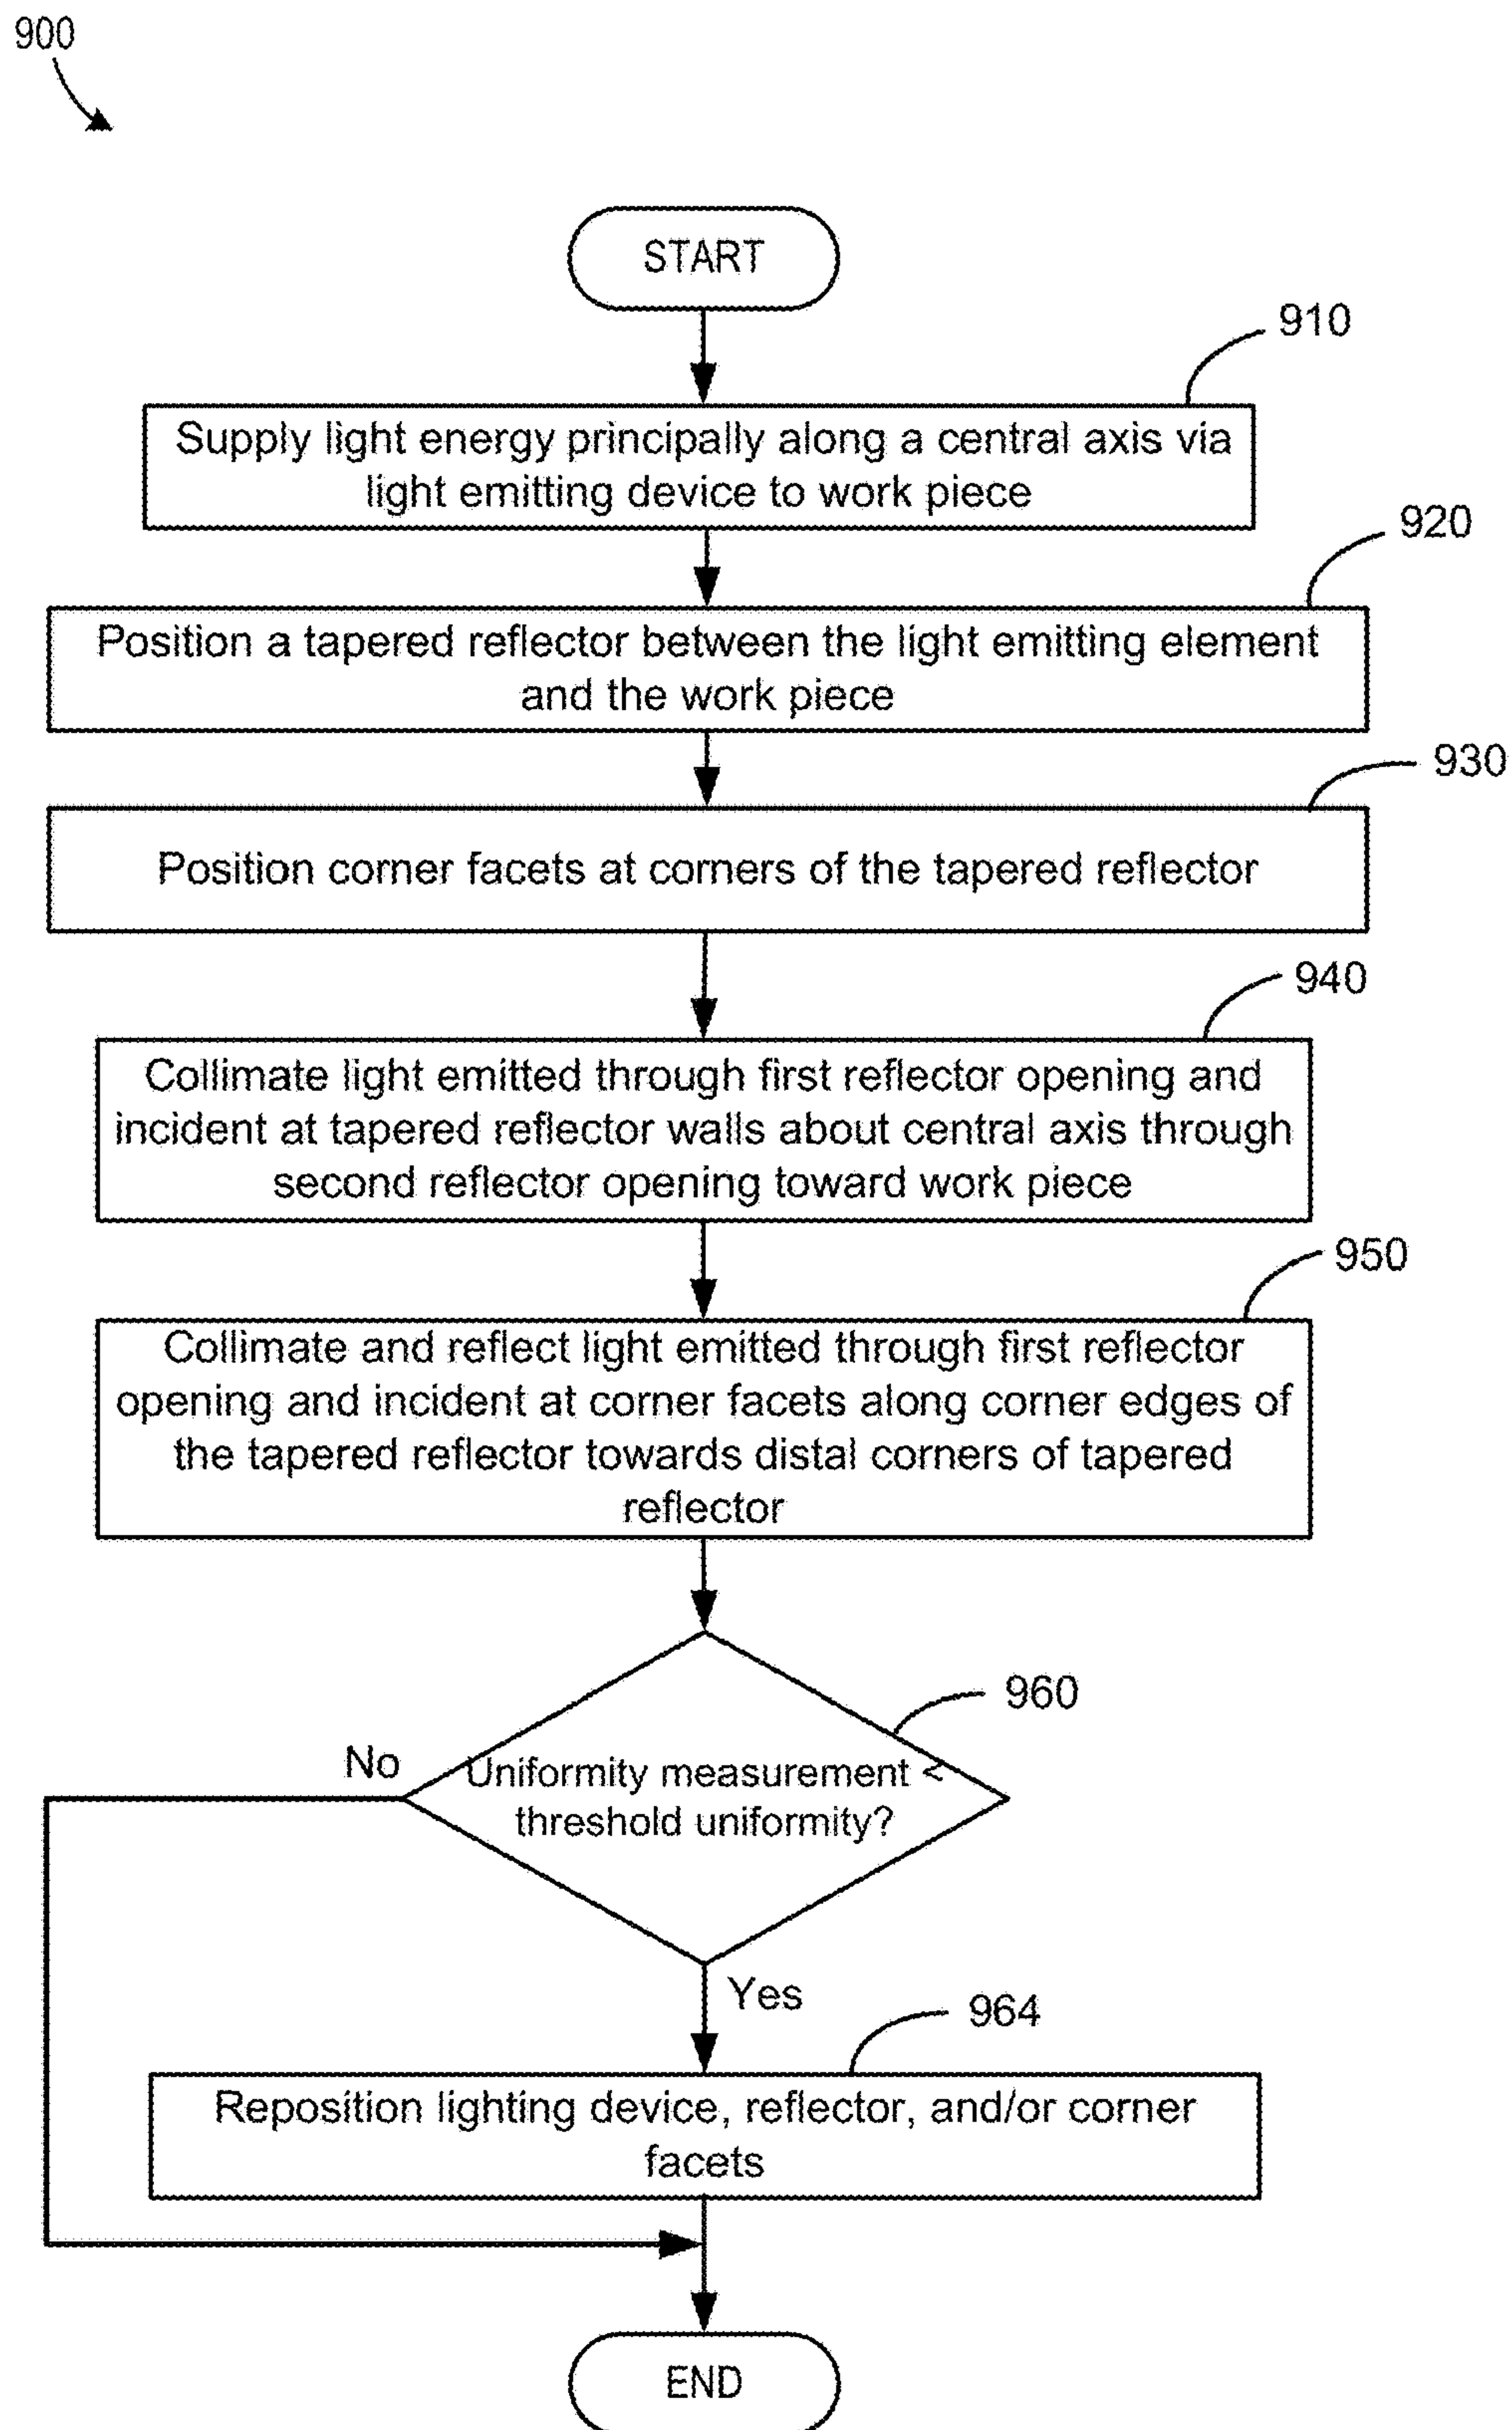 900
START
910
Supply light energy principally along a central axis via
light emitting device to work piece
920
Position a tapered reflector between the light emitting element
and the work piece
930
Position corner facets at corners of the tapered reflector
940
Collimate light emitted through first reflector opening and
incident at tapered reflector walls about central axis through
second reflector opening toward work piece
950
Collimate and reflect light emitted through first reflector
opening and incident at corner facets along corner edges of
the tapered reflector towards distal corners of tapered
reflector
960
No
Uniformity measurement <
threshold uniformity?
Yes
964
Reposition lighting device, reflector, and/or corner
facets
END